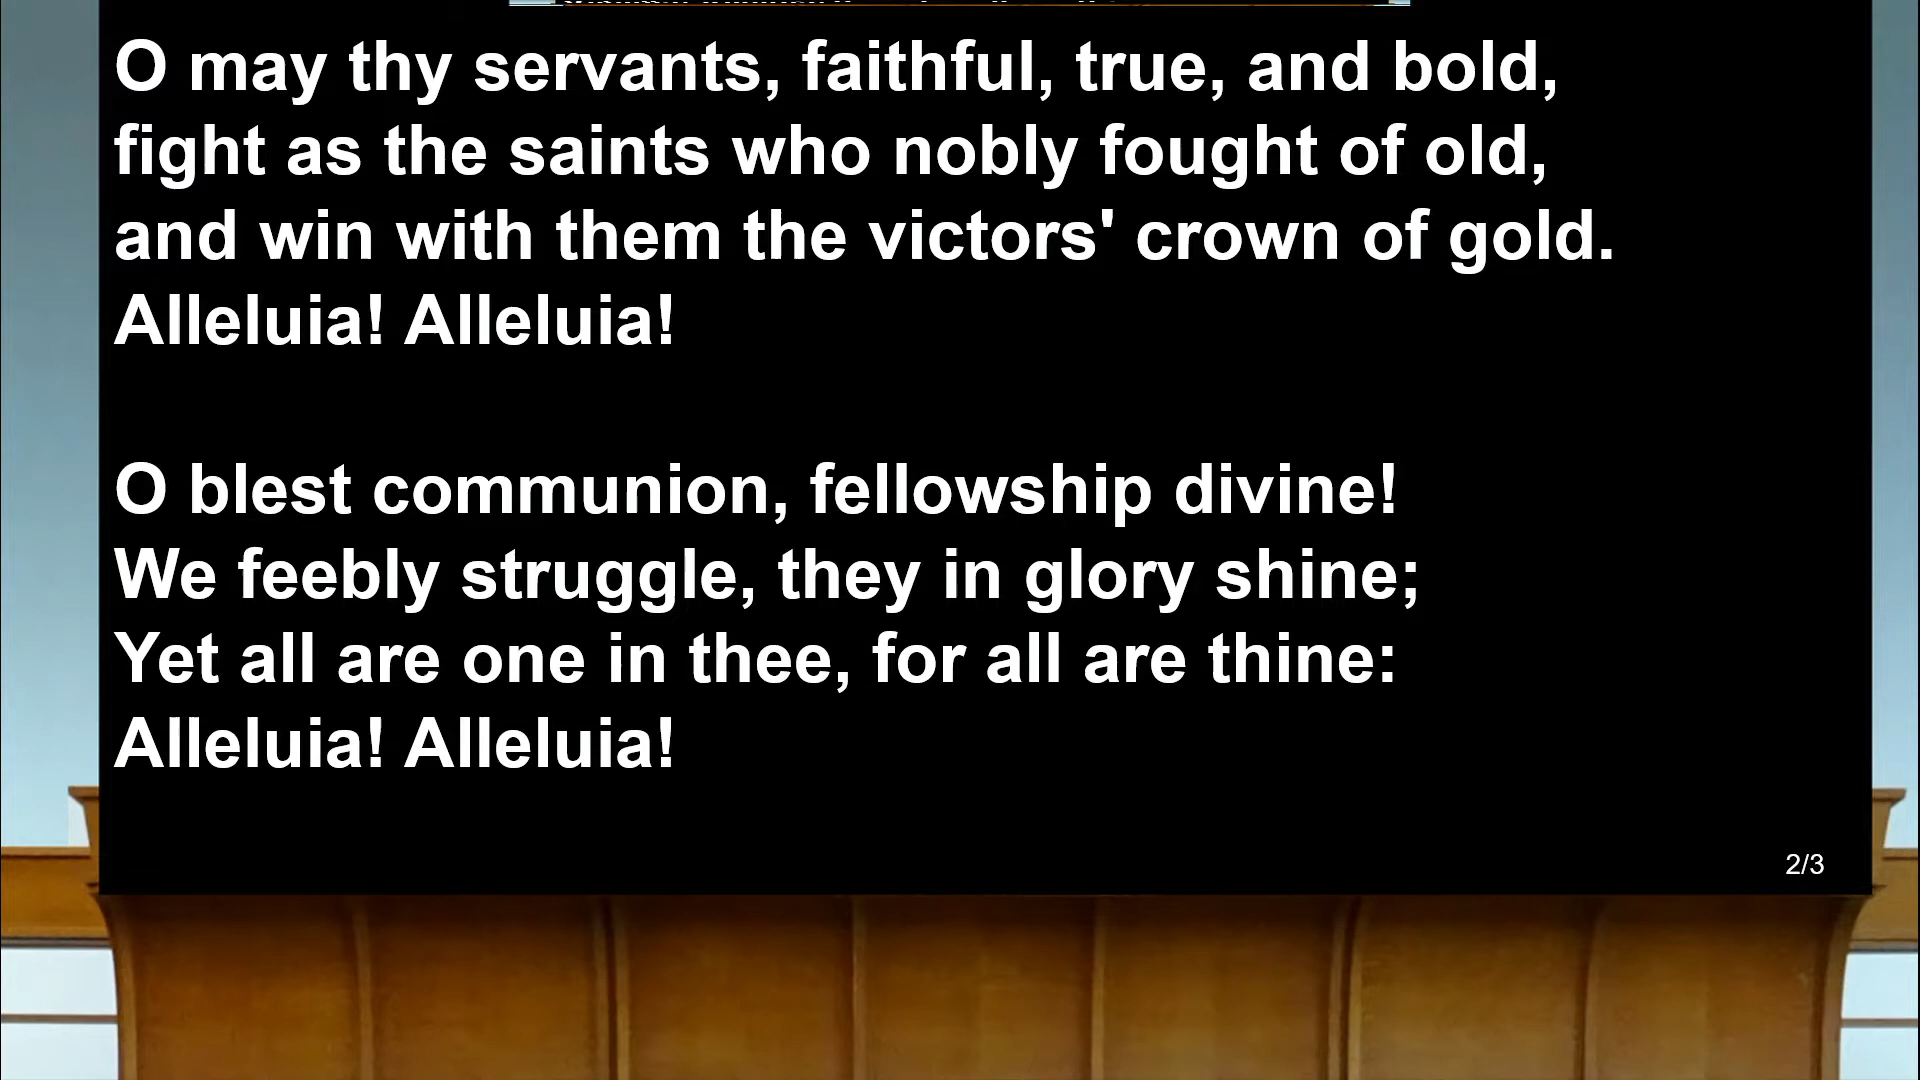 O may thy servants, faithful, true, and bold,
fight as the saints who nobly fought of old,
and win with them the victors' crown of gold.
Alleluia! Alleluia!
O blest communion, fellowship divine!
We feebly struggle, they in glory shine;
Yet all are one in thee, for all are thine:
Alleluia! Alleluia!
2/3